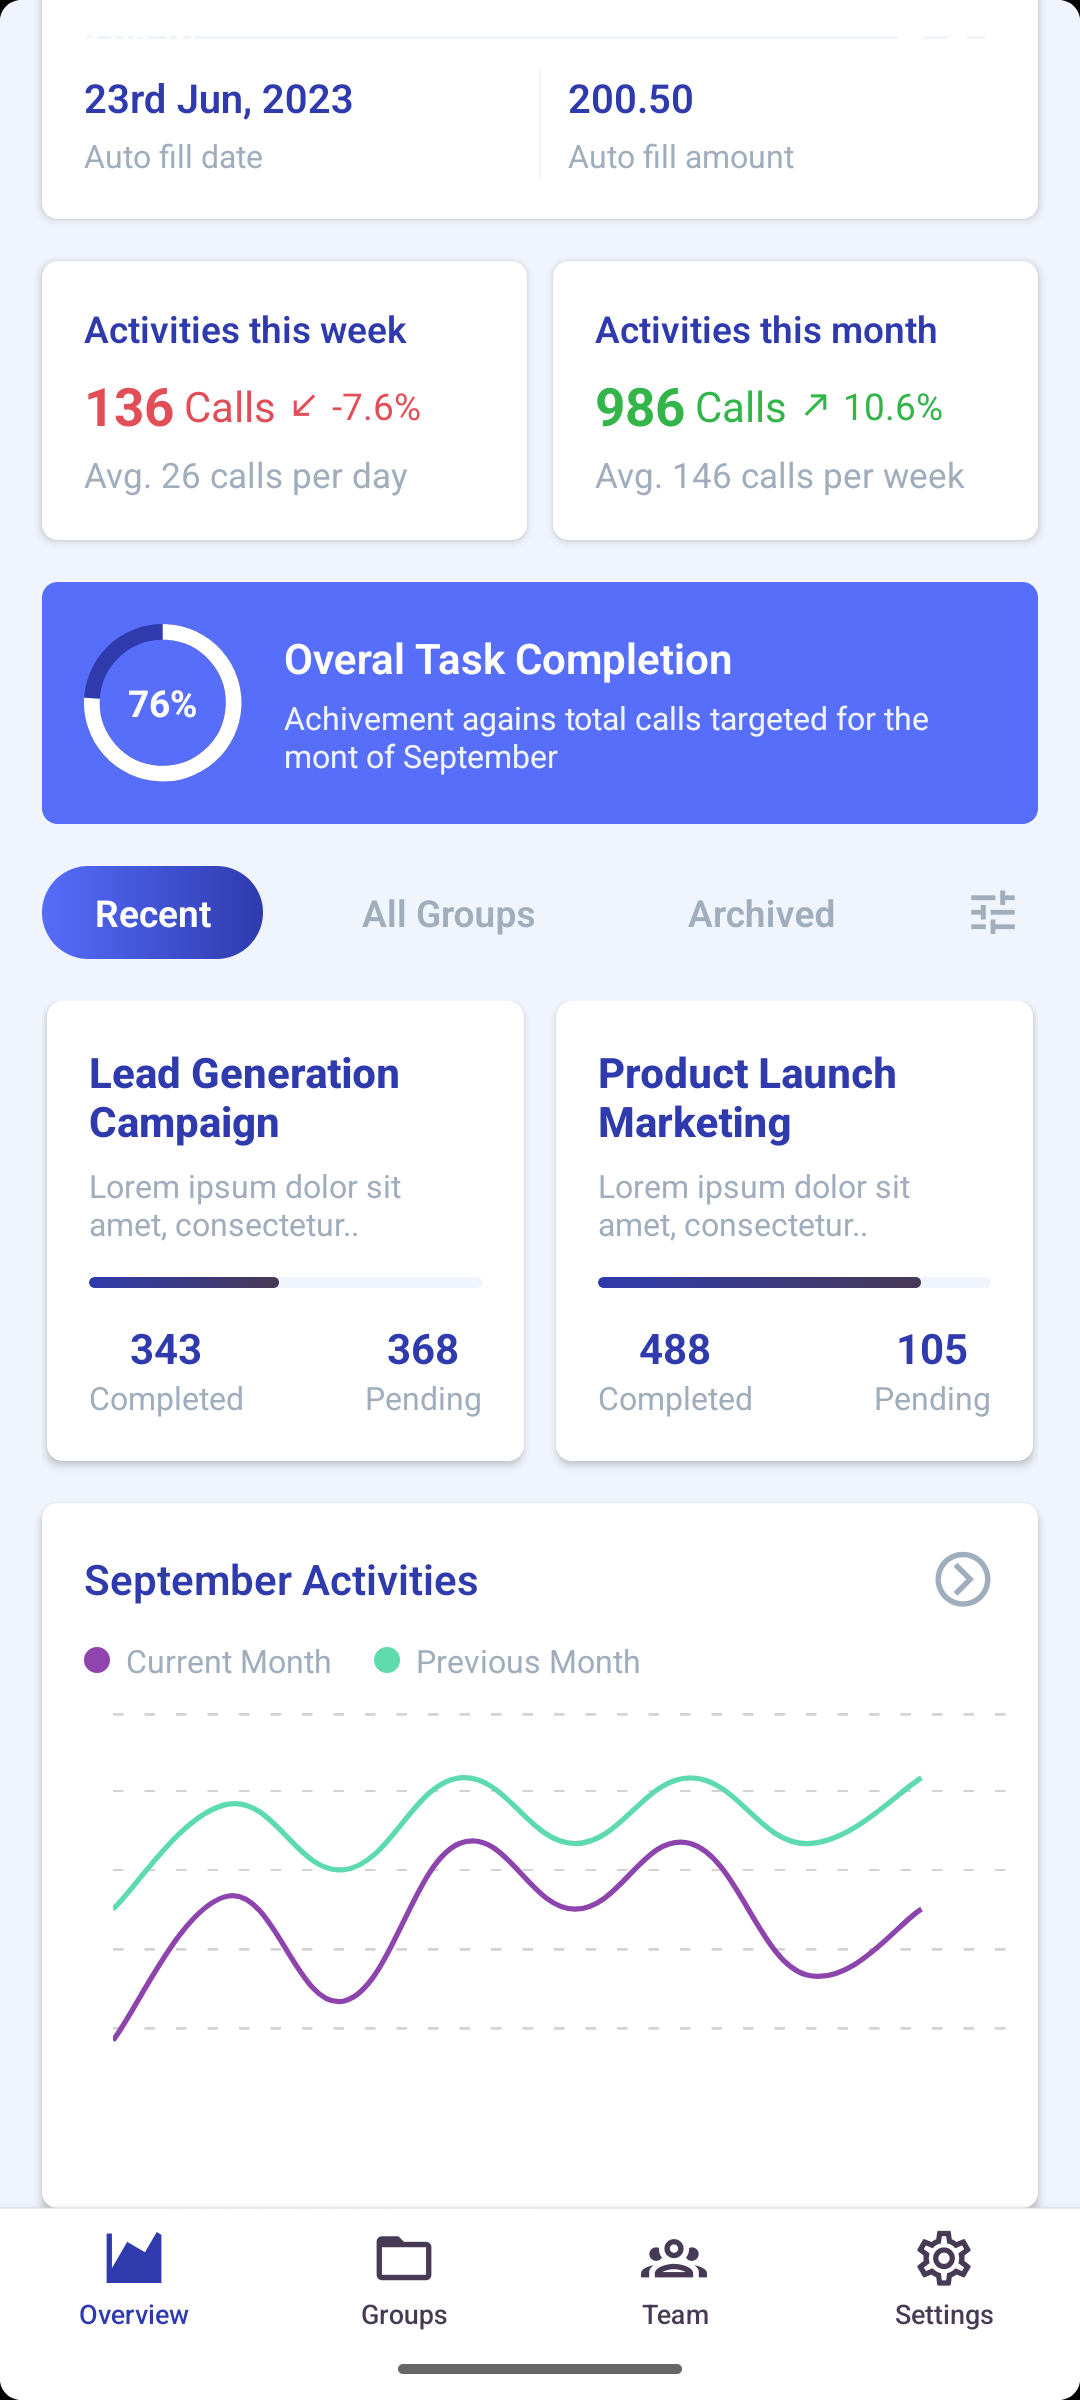 23rd Jun, 2023
200.50
Auto fill date
Auto fill amount
Activities this week
136 Calls ↙ -7.6%
Avg. 26 calls per day
Activities this month
986 Calls ↗ 10.6%
Avg. 146 calls per week
76%
Overal Task Completion
Achivement agains total calls targeted for the
mont of September
Recent
All Groups
Archived
Lead Generation
Campaign
Lorem ipsum dolor sit
amet, consectetur..
343
368
Completed
Pending
Product Launch
Marketing
Lorem ipsum dolor sit
amet, consectetur..
488
105
Completed
Pending
September Activities
Current Month
Previous Month
Overview
Groups
Team
Settings